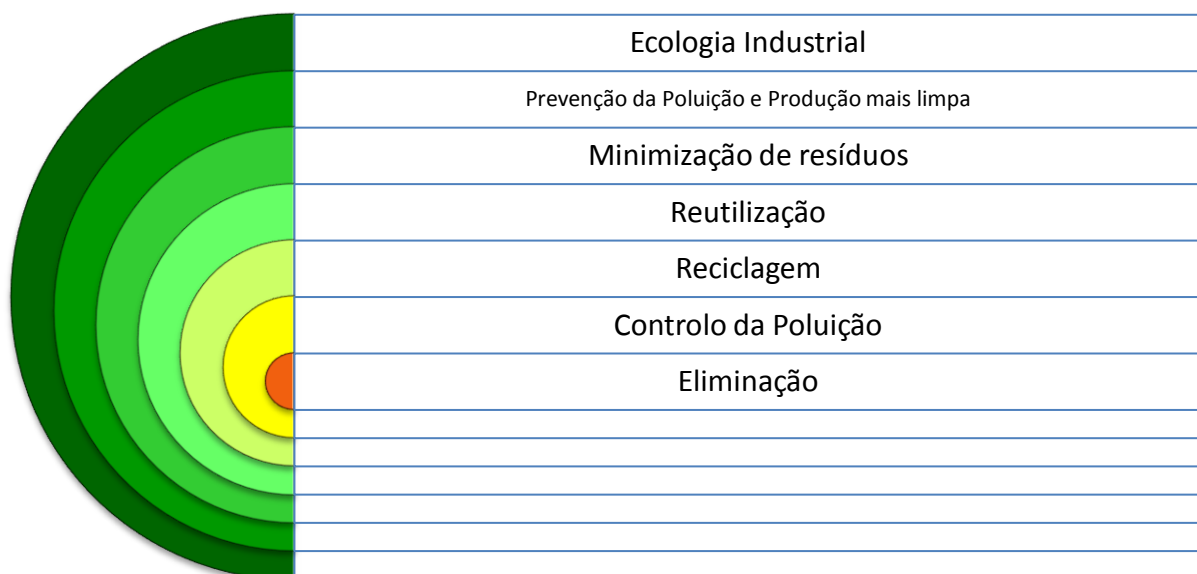 Ecologia Industrial
Prevenção da Poluição e Produção mais limpa
Minimização de resíduos
Reutilização
Reciclagem
Controlo da Poluição
Eliminação